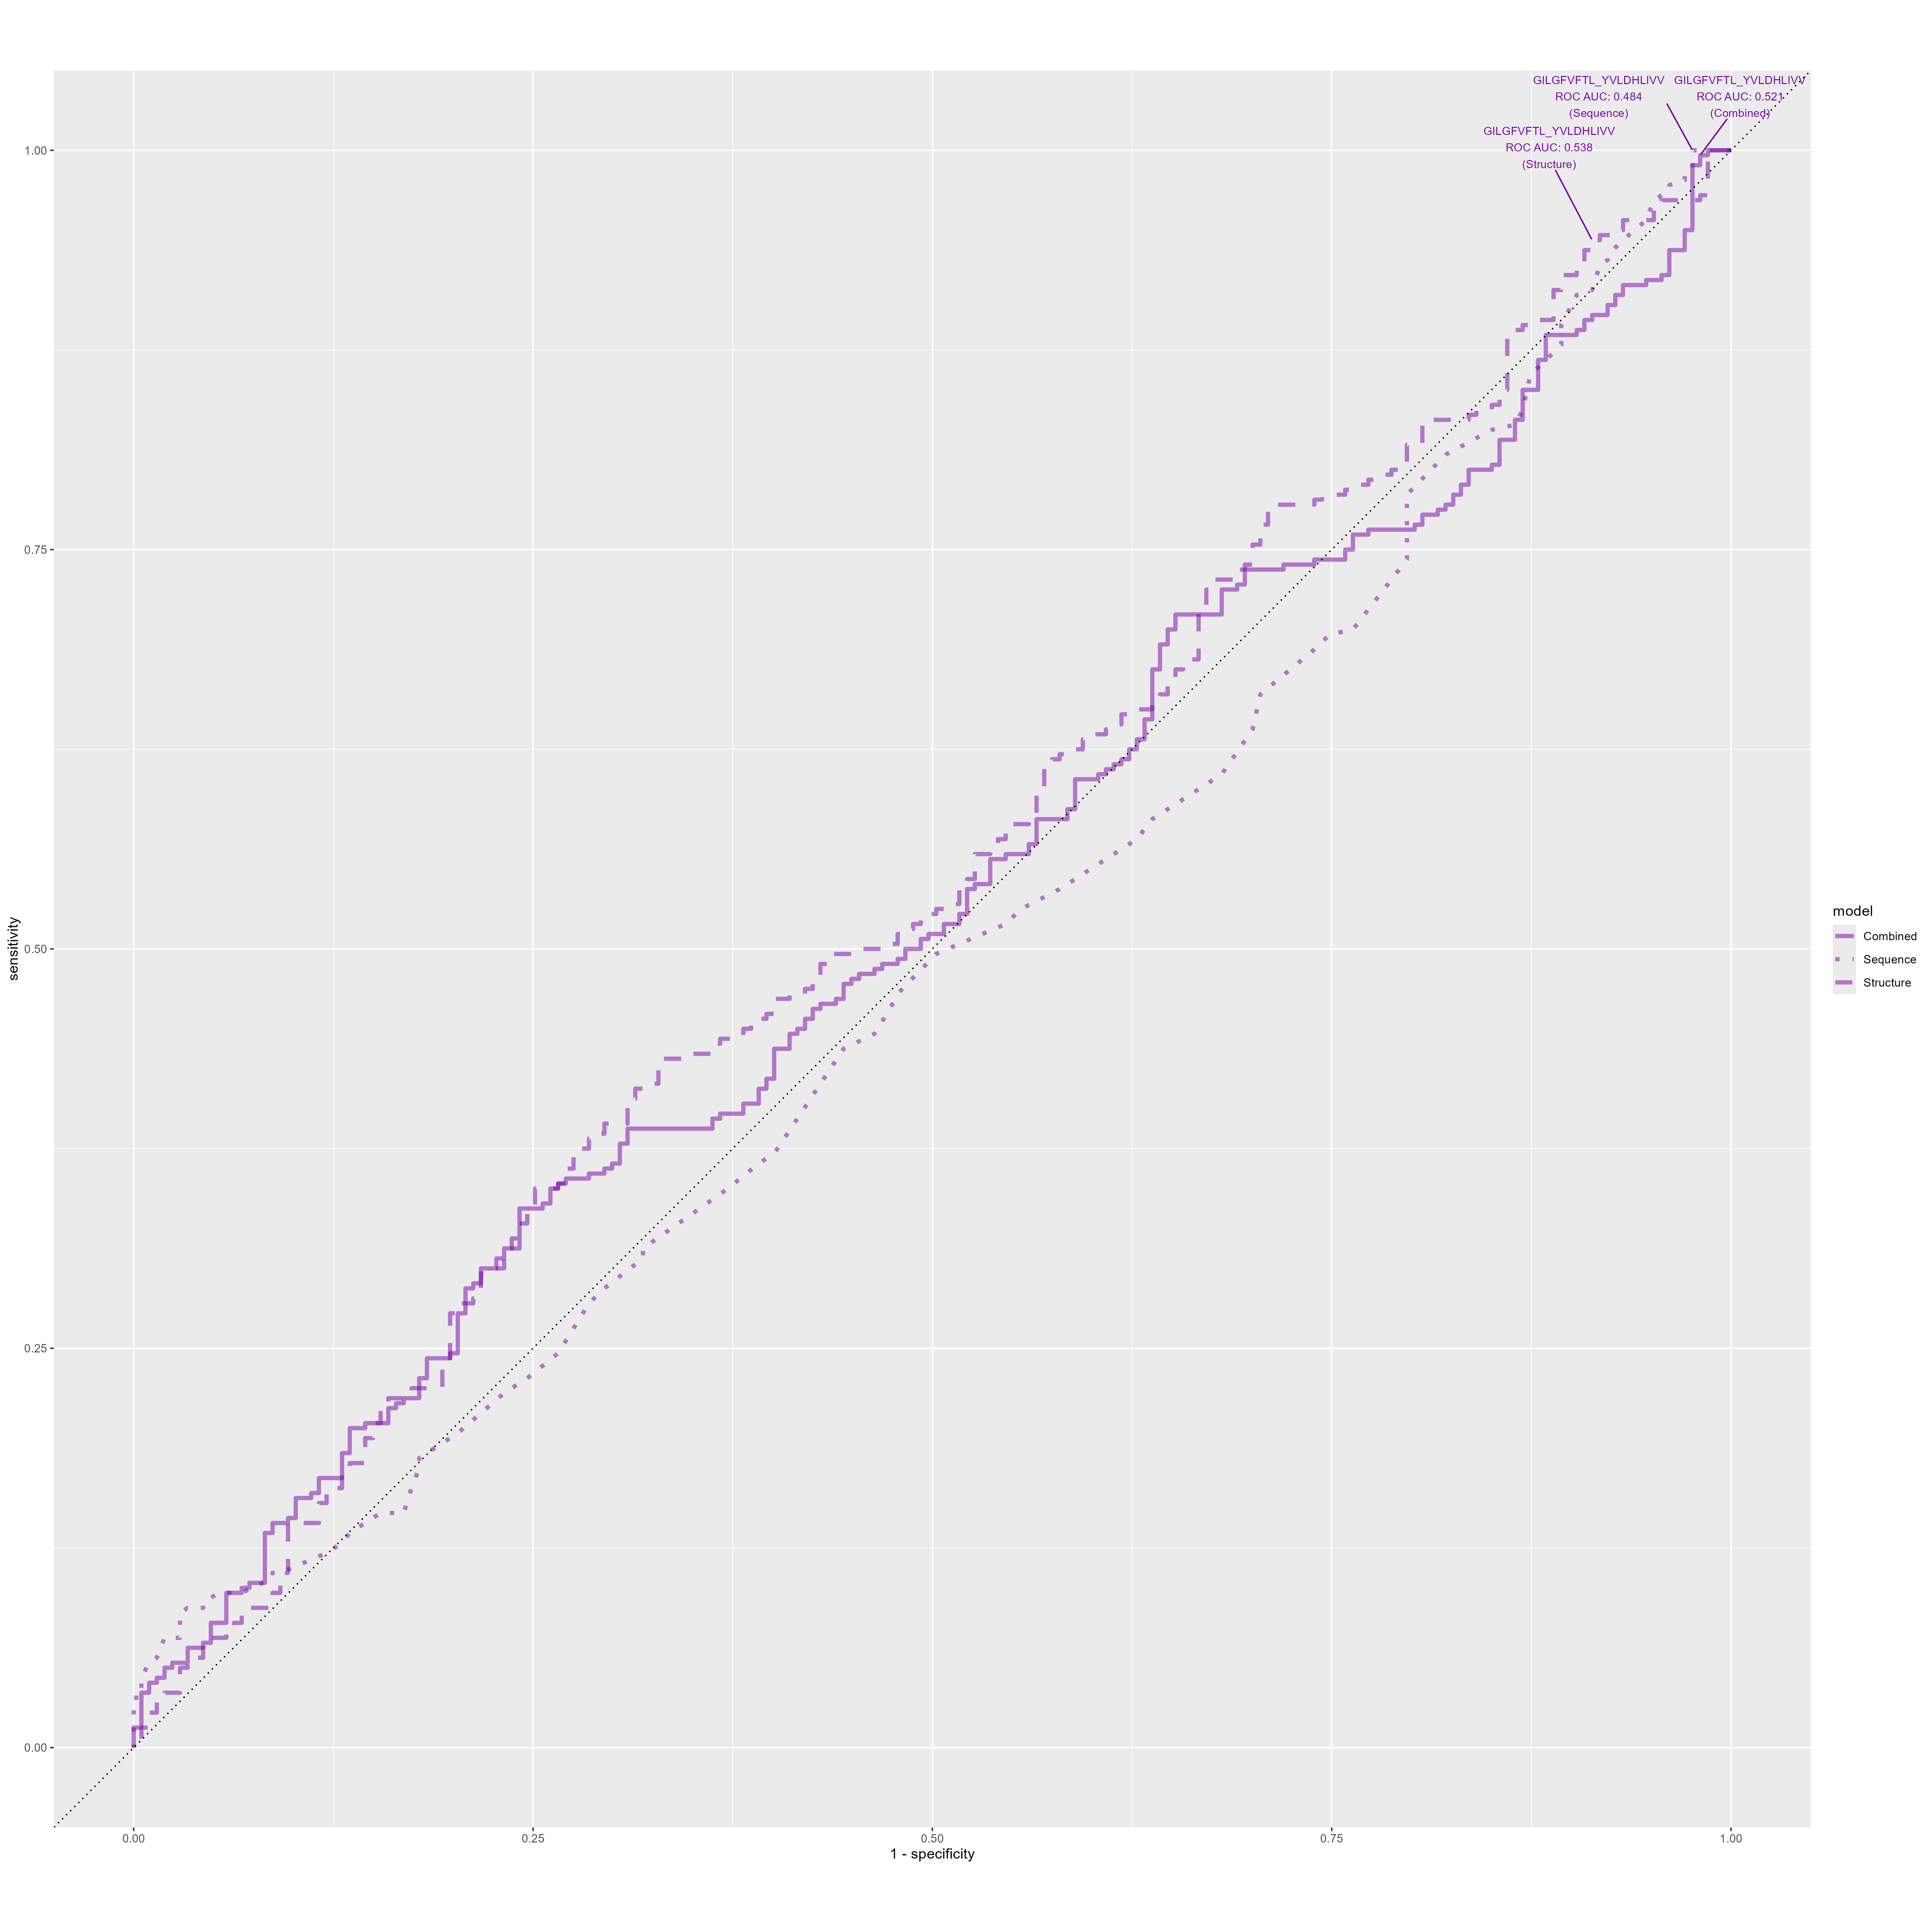 GILGFVFTL_YVLDHLIVV
ROC AUC: 0.484
(Sequence)
GILGFVFTL_YVLDHLIVV
ROC AUC: 0.521
(Combined)
GILGFVFTL_YVLDHLIVV
ROC AUC: 0.538
(Structure)
1.00
0.75
0.50
0.25
0.00
sensitivity
0.00
0.25
0.50
0.75
1.00
1 - specificity
model
Combined
Sequence
Structure